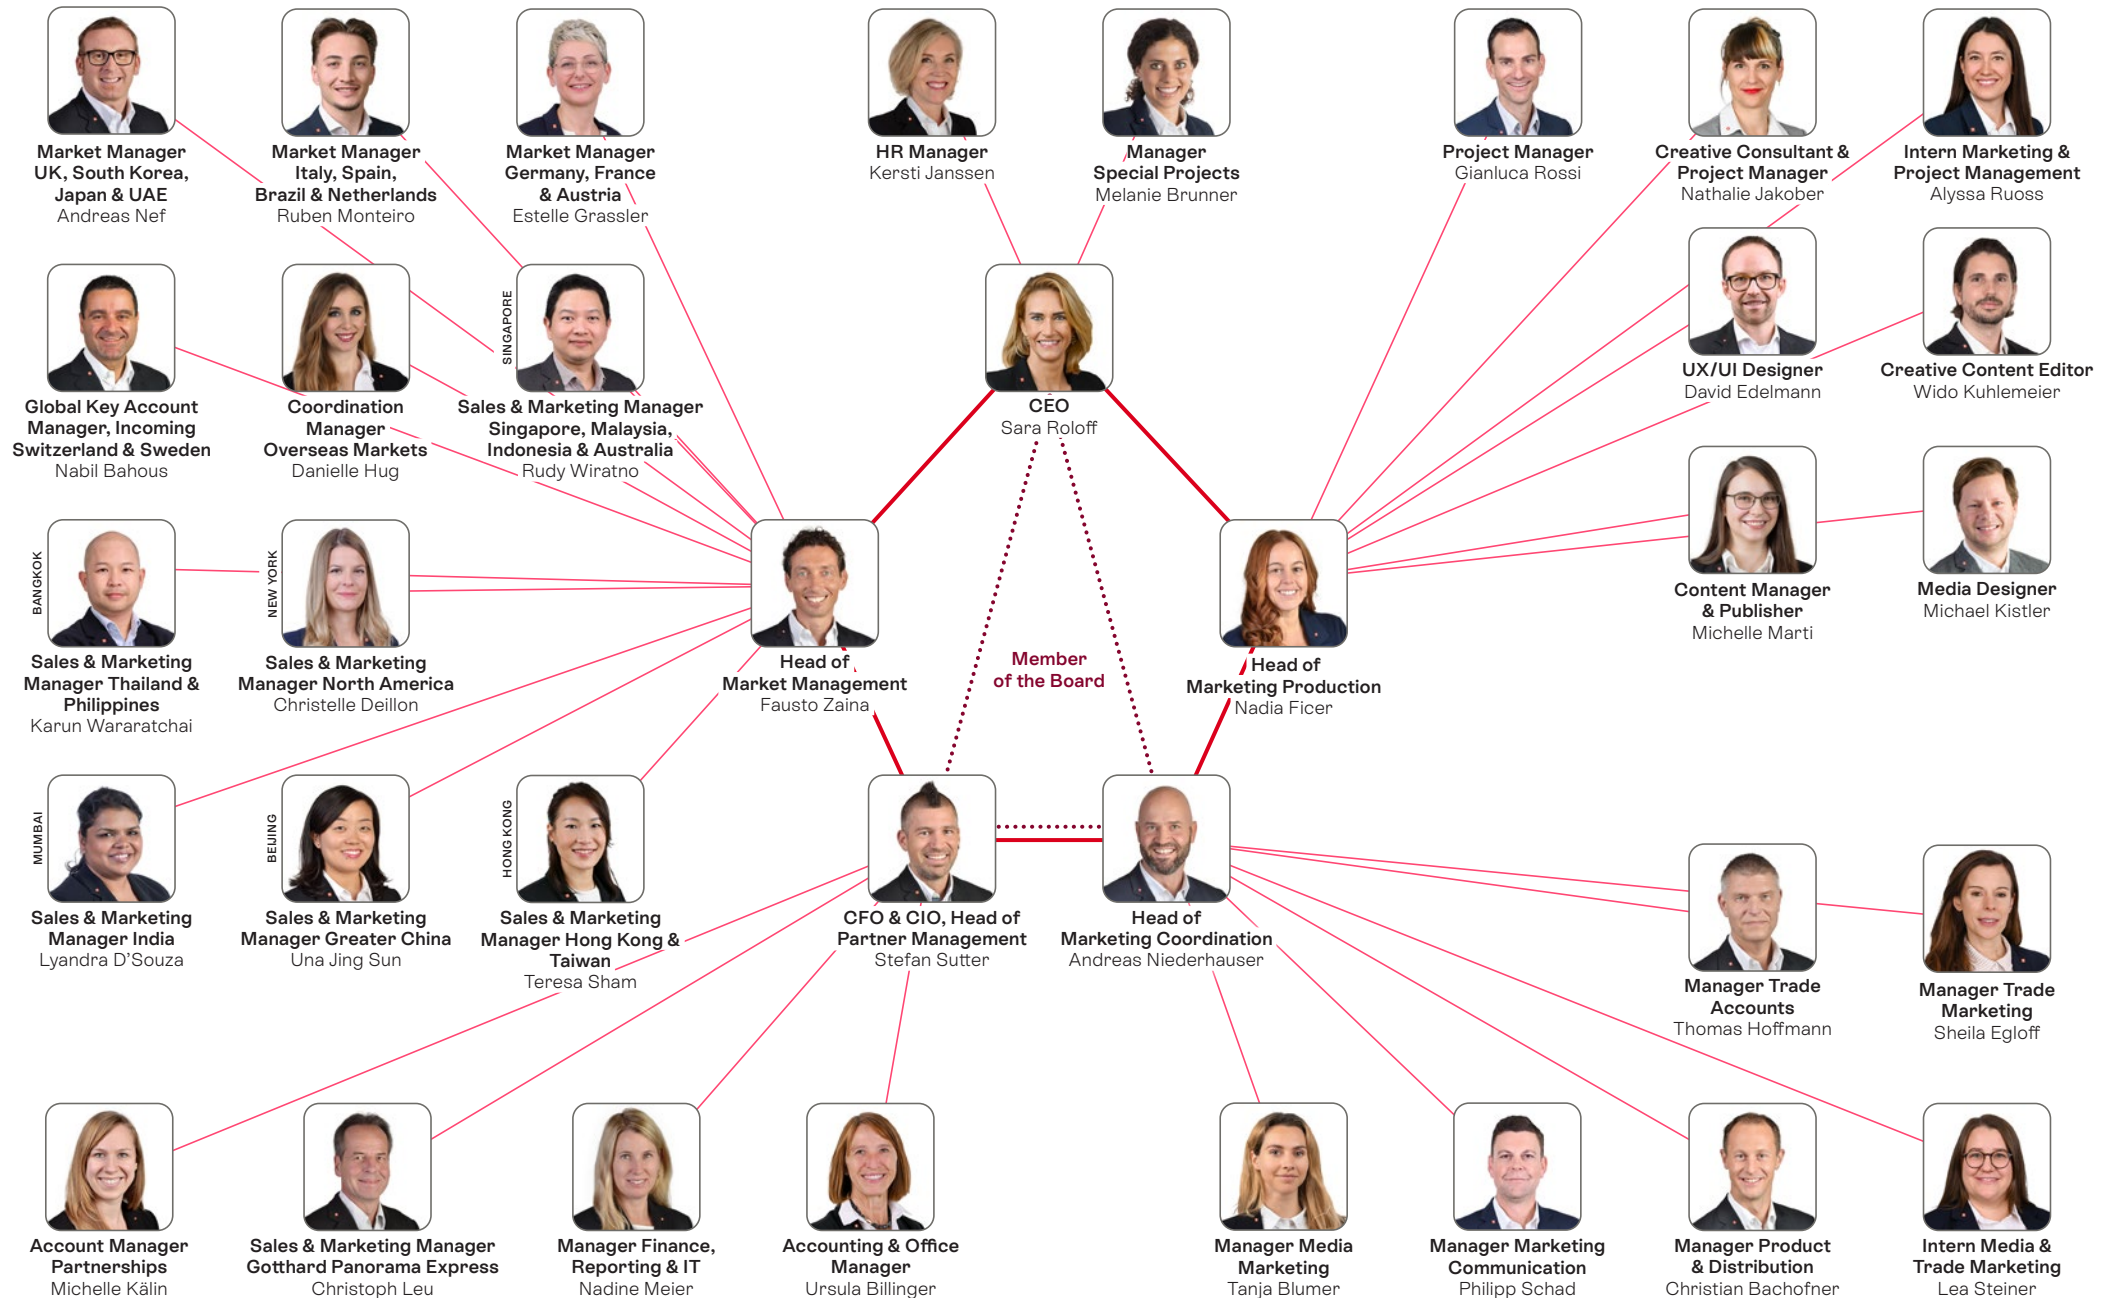 Market Manager
UK, South Korea,
Japan & UAE
Andreas Nef
Market Manager
Italy, Spain,
Brazil & Netherlands
Ruben Monteiro
Market Manager
Germany, France
& Austria
Estelle Grassler
HR Manager
Kersti Janssen
Manager
Special Projects
Melanie Brunner
Project Manager
Gianluca Rossi
Creative Consultant &
Project Manager
Nathalie Jakober
Intern Marketing &
Project Management
Alyssa Ruoss
Global Key Account
Manager, Incoming
Switzerland & Sweden
Nabil Bahous
Coordination
Manager
Overseas Markets
Danielle Hug
SINGAPORE
Sales & Marketing Manager
Singapore, Malaysia,
Indonesia & Australia
Rudy Wiratno
CEO
Sara Roloff
UX/UI Designer
David Edelmann
Creative Content Editor
Wido Kuhlemeier
BANGKOK
Sales & Marketing
Manager Thailand &
Philippines
Karun Wararatchai
NEW YORK
Sales & Marketing
Manager North America
Christelle Deillon
Head of
Market Management
Fausto Zaina
Member
of the Board
Head of
Marketing Production
Nadia Ficer
Content Manager
& Publisher
Michelle Marti
Media Designer
Michael Kistler
MUMBAI
Sales & Marketing
Manager India
Lyandra D'Souza
BEIJING
Sales & Marketing
Manager Greater China
Una Jing Sun
HONG KONG
Sales & Marketing
Manager Hong Kong &
Taiwan
Teresa Sham
CFO & CIO, Head of
Partner Management
Stefan Sutter
Head of
Marketing Coordination
Andreas Niederhauser
Manager Trade
Accounts
Thomas Hoffmann
Manager Trade
Marketing
Sheila Egloff
Account Manager
Partnerships
Michelle Kälin
Sales & Marketing Manager
Gotthard Panorama Express
Christoph Leu
Manager Finance,
Reporting & IT
Nadine Meier
Accounting & Office
Manager
Ursula Billinger
Manager Media
Marketing
Tanja Blumer
Manager Marketing
Communication
Philipp Schad
Manager Product
& Distribution
Christian Bachofner
Intern Media &
Trade Marketing
Lea Steiner